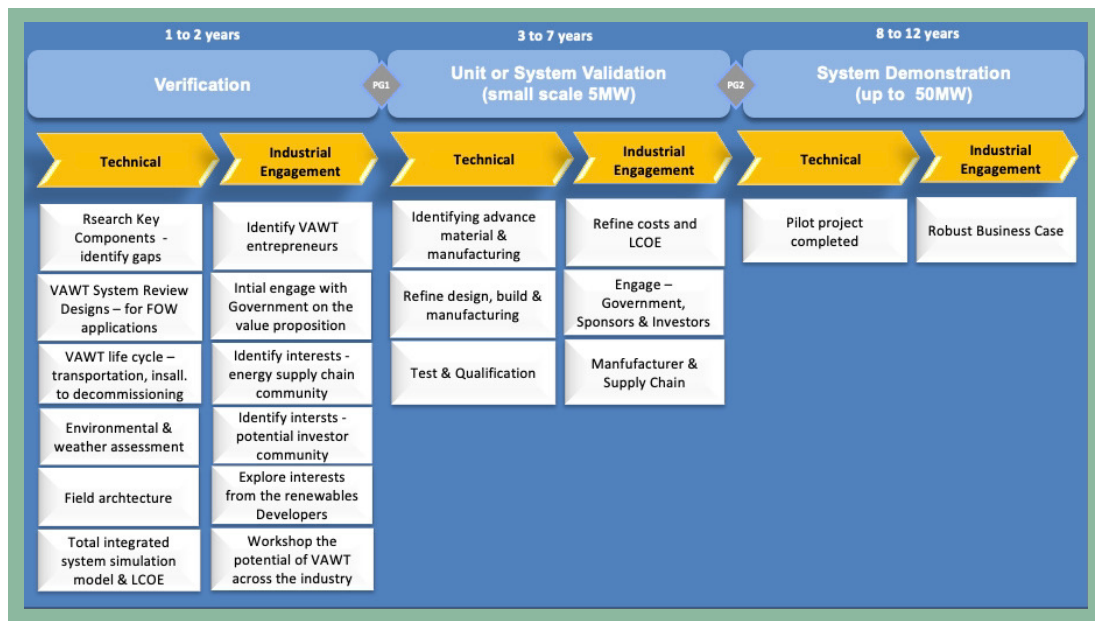 1 to 2 years
3 to 7 years
8 to 12 years
Verification
PG1
Unit or System Validation
(small scale 5MW)
PG2
System Demonstration
(up to 50MW)
Technical
Industrial
Engagement
Technical
Industrial
Engagement
Technical
Industrial
Engagement
Rsearch Key
Components -
identify gaps
VAWT System Review
Designs – for FOW
applications
VAWT life cycle –
transportation, insall.
to decommissioning
Environmental &
weather assessment
Field archtecture
Total integrated
system simulation
model & LCOE
Identify VAWT
entrepreneurs
Intial engage with
Government on the
value proposition
Identify interests -
energy supply chain
community
Identify intersts -
potential investor
community
Explore interests
from the renewables
Developers
Workshop the
potential of VAWT
across the industry
Identifying advance
material &
manufacturing
Refine design, build &
manufacturing
Test & Qualification
Refine costs and
LCOE
Engage –
Government,
Sponsors & Investors
Manfufacturer &
Supply Chain
Pilot project
completed
Robust Business Case